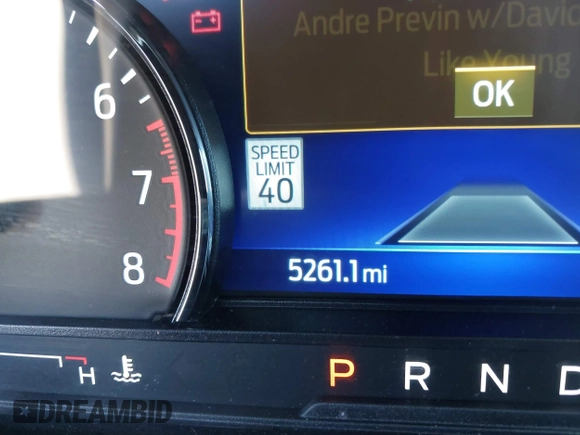 Andre Previn w/David
Like Young
OK
6
SPEED
LIMIT
40
7
8
5261.1 mi
H
P R N D
DREAMBID